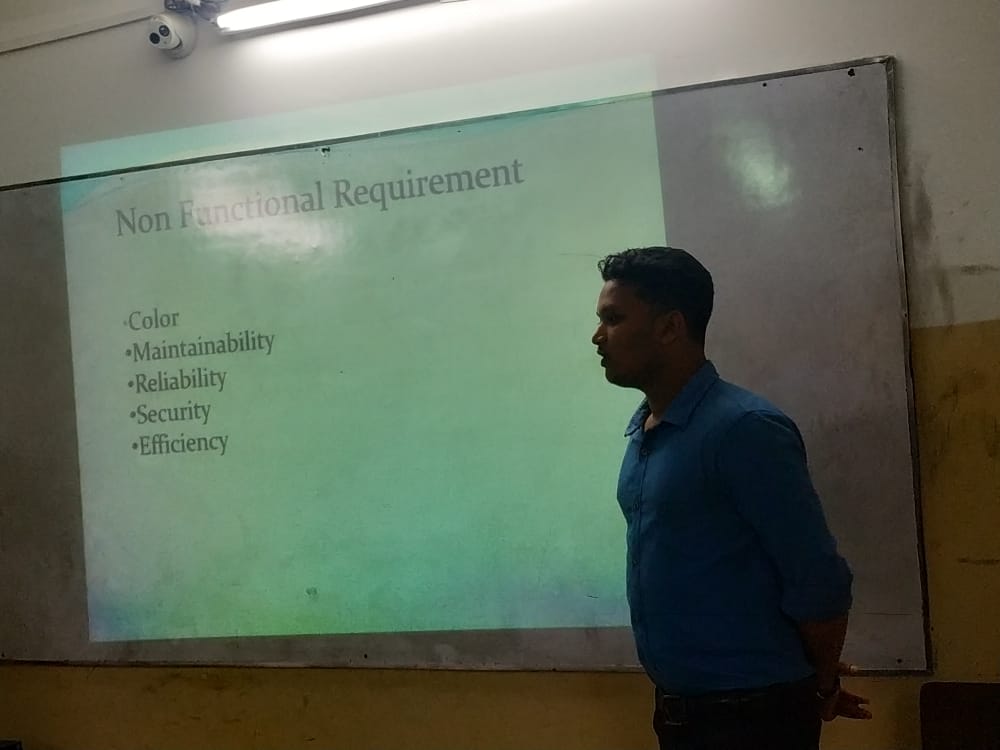 Non Functional Requirement
•Color
•Maintainability
•Reliability
•Security
•Efficiency